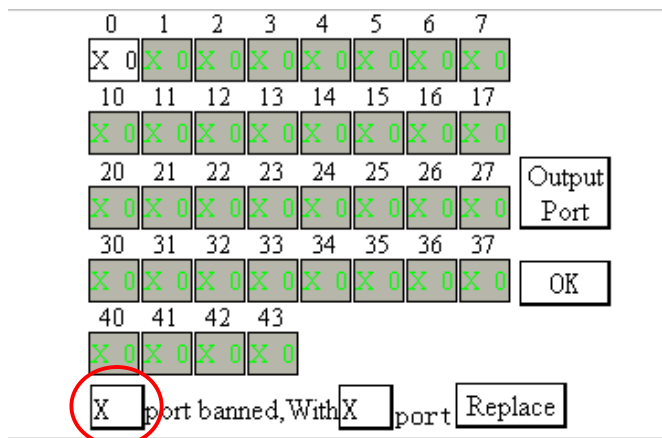 0 1 2 3 4 5 6 7
X 0 X 0 X 0 X 0 X 0 X 0 X 0 X 0
10 11 12 13 14 15 16 17
X 0 X 0 X 0 X 0 X 0 X 0 X 0 X 0
20 21 22 23 24 25 26 27
X 0 X 0 X 0 X 0 X 0 X 0 X 0 X 0
Output
Port
30 31 32 33 34 35 36 37
X 0 X 0 X 0 X 0 X 0 X 0 X 0 X 0
OK
40 41 42 43
X 0 X 0 X 0 X 0
X port banned,With X port Replace